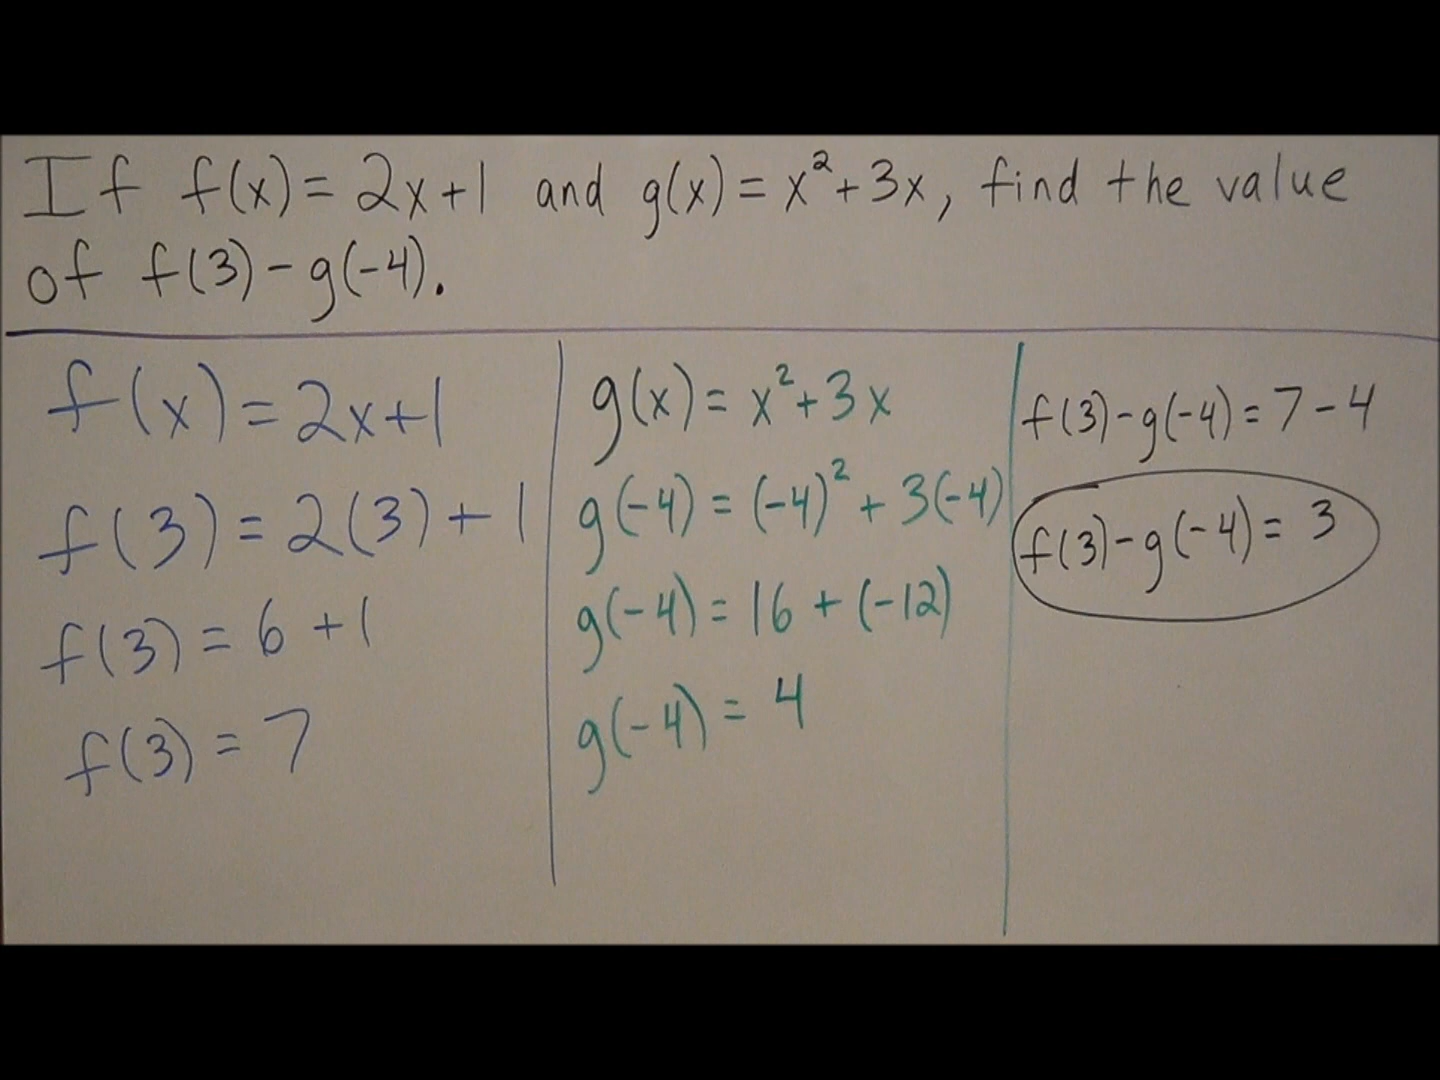 If f(x) = 2x+1 and g(x) = x²+3x, find the value
of f(3)-g(-4).
f(x) = 2x+1
f(3) = 2(3) + 1
f(3) = 6 + 1
f(3) = 7
g(x) = x²+3x
g(-4) = (-4)² + 3(-4)
g(-4) = 16 + (-12)
g(-4) = 4
f(3)-g(-4) = 7-4
f(3)-g(-4) = 3